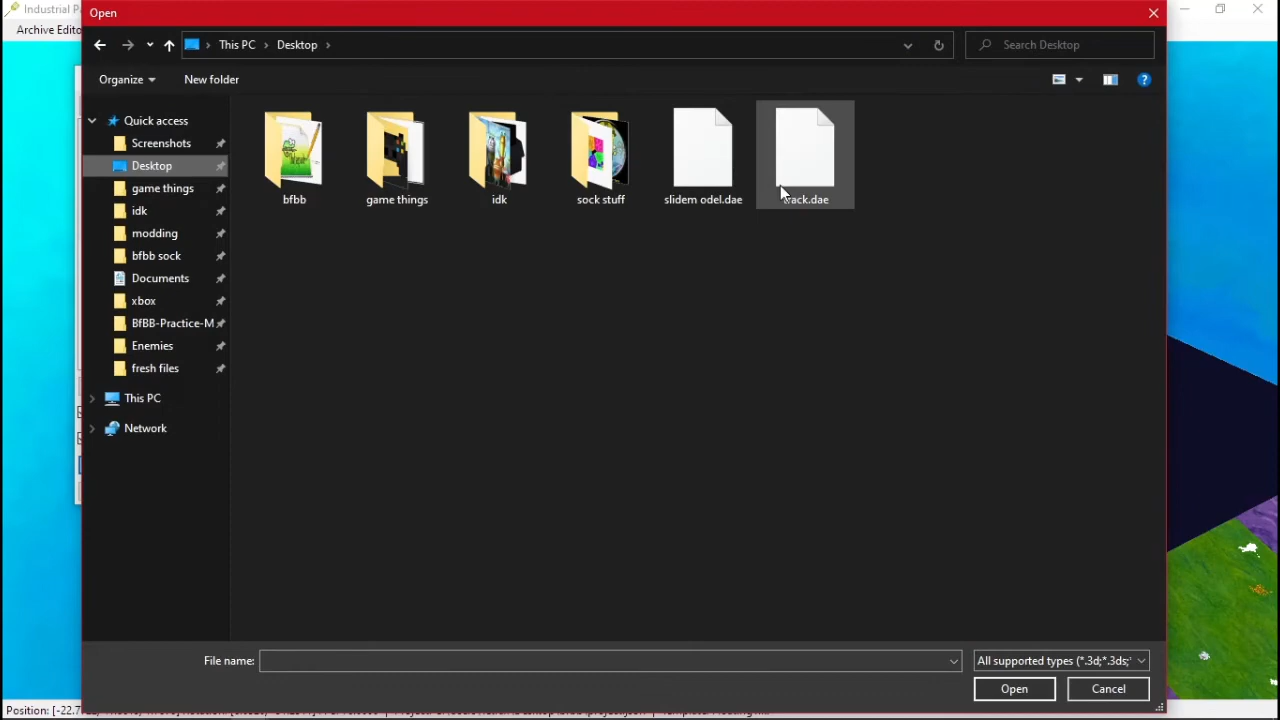 Industrial Pa
Archive Edito
Open
This PC
Desktop
Search Desktop
Organize
New folder
Quick access
Screenshots
Desktop
game things
idk
modding
bfbb sock
Documents
xbox
BfBB-Practice-M
Enemies
fresh files
This PC
Network
bfbb
game things
idk
sock stuff
slidem odel.dae
track.dae
File name:
All supported types (*.3d;*.3ds;'
Open
Cancel
Position: [-22.7